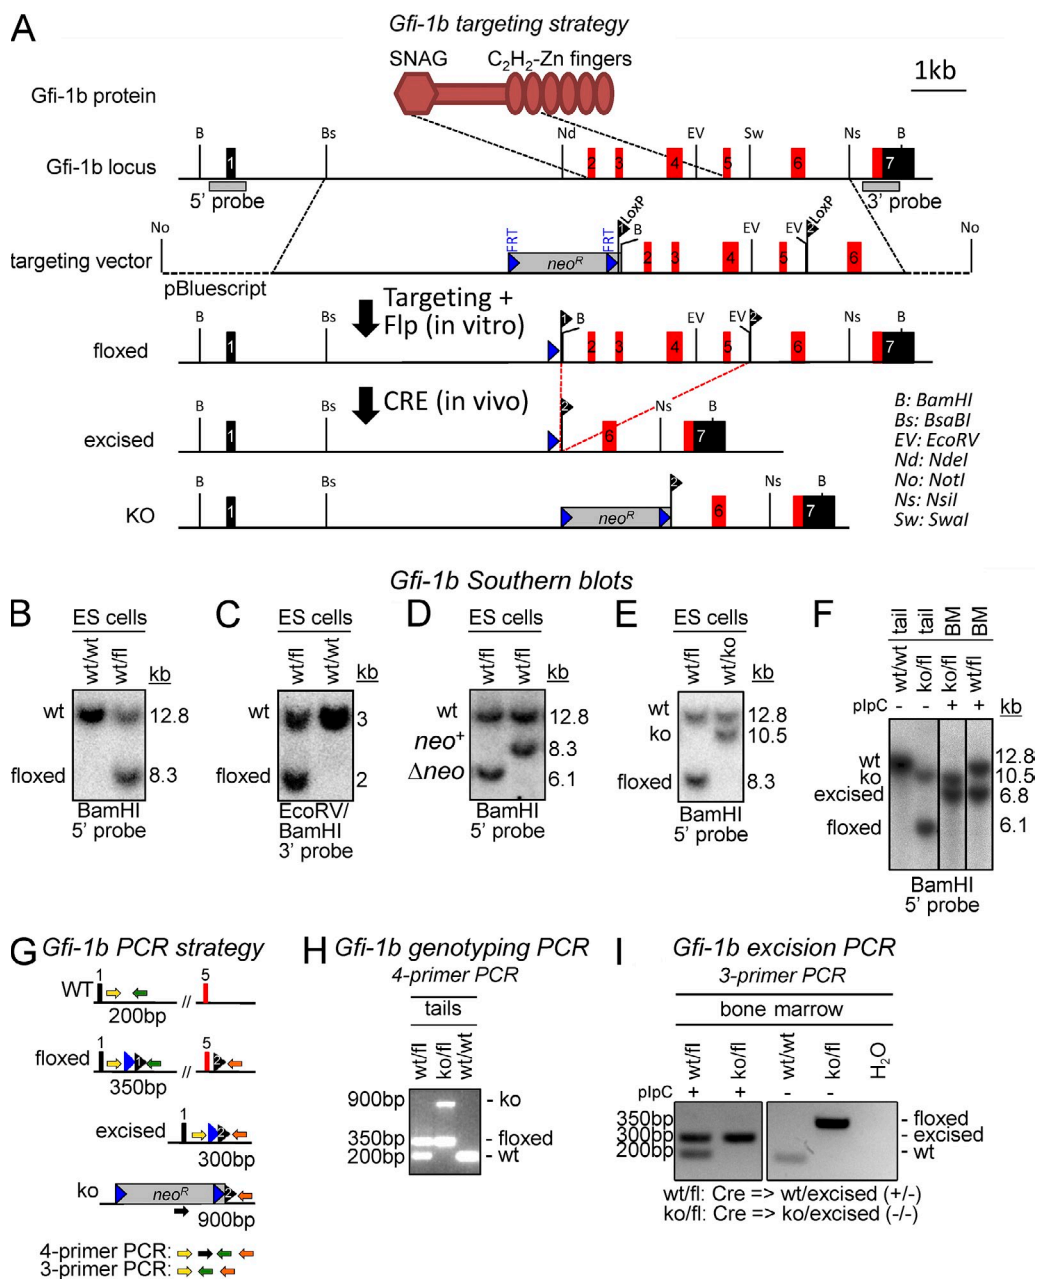 A
Gfi-1b targeting strategy
SNAG C2H2-Zn fingers
1kb
Gfi-1b protein
B Bs Nd EV Sw Ns B
Gfi-1b locus 1 2 3 4 5 6 7
5' probe 3' probe
No FRT FRT 1 LoxP B EV EV 2 LoxP No
targeting vector neoR 2 3 4 5 6
pBluescript
Targeting +
Flp (in vitro)
B Bs 1 B EV EV 2 Ns B
floxed 1 2 3 4 5 6 7
CRE (in vivo)
B Bs 2 Ns B
excised 1 6 7
B Bs 2 Ns B
KO 1 neoR 6 7
B: BamHI
Bs: BsaBI
EV: EcoRV
Nd: NdeI
No: NotI
Ns: NsiI
Sw: SwaI
Gfi-1b Southern blots
B
ES cells
wt/wt wt/fl
kb
wt 12.8
floxed 8.3
BamHI
5' probe
C
ES cells
wt/fl wt/wt
kb
wt 3
floxed 2
EcoRV/
BamHI
3' probe
D
ES cells
wt/fl wt/fl
kb
wt 12.8
neo+ 8.3
Δneo 6.1
BamHI
5' probe
E
ES cells
wt/fl wt/ko
kb
wt 12.8
ko 10.5
floxed 8.3
BamHI
5' probe
F
tail tail BM BM
wt/wt ko/fl ko/fl wt/fl
pIpC - - + + kb
wt 12.8
ko 10.5
excised 6.8
floxed 6.1
BamHI
5' probe
G Gfi-1b PCR strategy
1 5
WT
//
200bp
1 5
floxed 1 2
//
350bp
1
excised 2
300bp
ko neoR 2
900bp
4-primer PCR:
3-primer PCR:
H Gfi-1b genotyping PCR
4-primer PCR
tails
wt/fl ko/fl wt/wt
900bp - ko
350bp - floxed
200bp - wt
I Gfi-1b excision PCR
3-primer PCR
bone marrow
wt/fl ko/fl wt/wt ko/fl H2O
pIpC + + - -
350bp - floxed
300bp - excised
200bp - wt
wt/fl: Cre => wt/excised (+/-)
ko/fl: Cre => ko/excised (-/-)